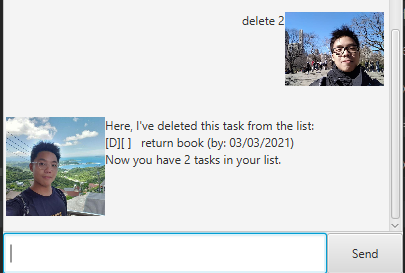 delete 2
Here, I've deleted this task from the list:
[D][ ]   return book (by: 03/03/2021)
Now you have 2 tasks in your list.
Send